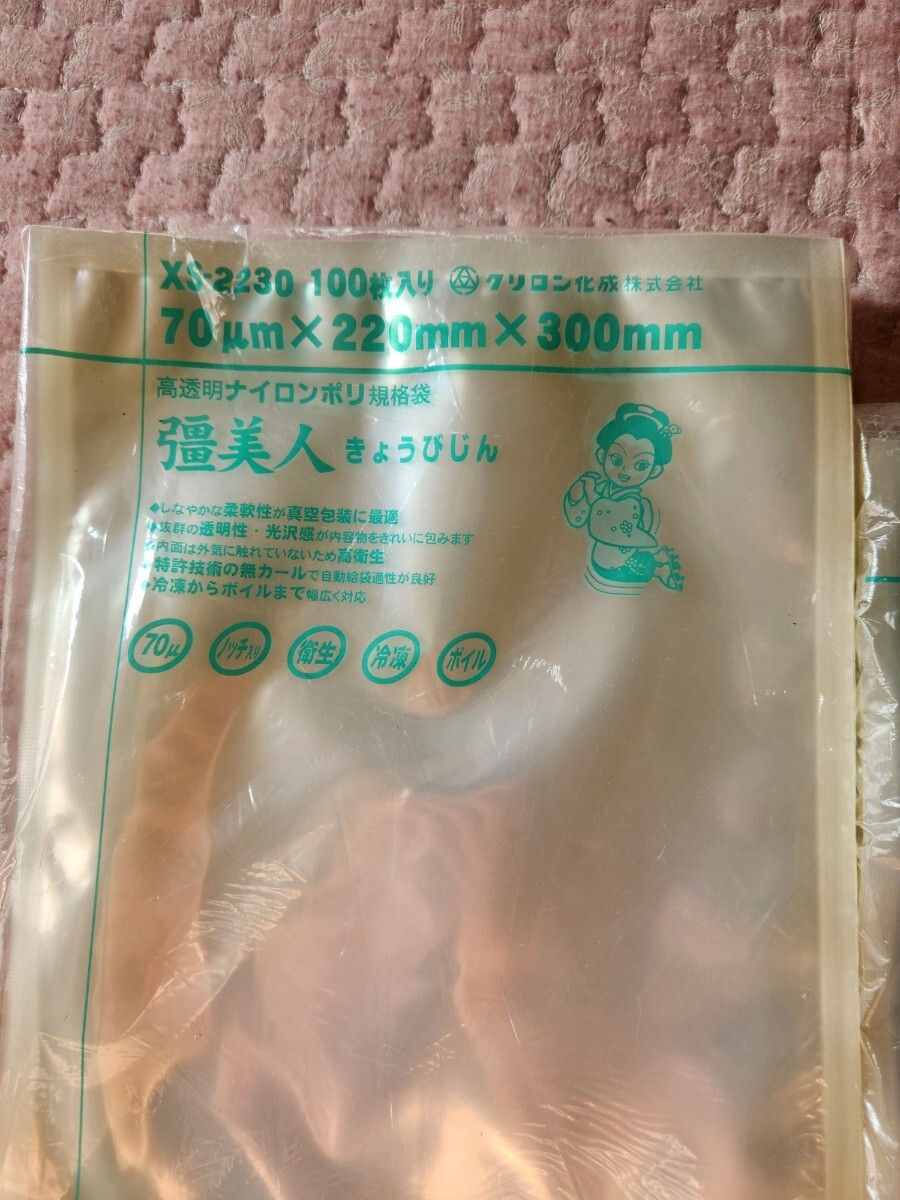 XS-2230 100枚入り クリロン化成株式会社
70μm×220mm×300mm
高透明ナイロンポリ規格袋
彊美人 きょうびじん
◆しなやかな柔軟性が真空包装に最適
◆抜群の透明性・光沢感が内容物をきれいに包みます
◆内面は外気に触れていないため高衛生
◆特許技術の無カールで自動給袋適性が良好
◆冷凍からボイルまで幅広く対応
70μ ノッチ入り 衛生 冷凍 ボイル